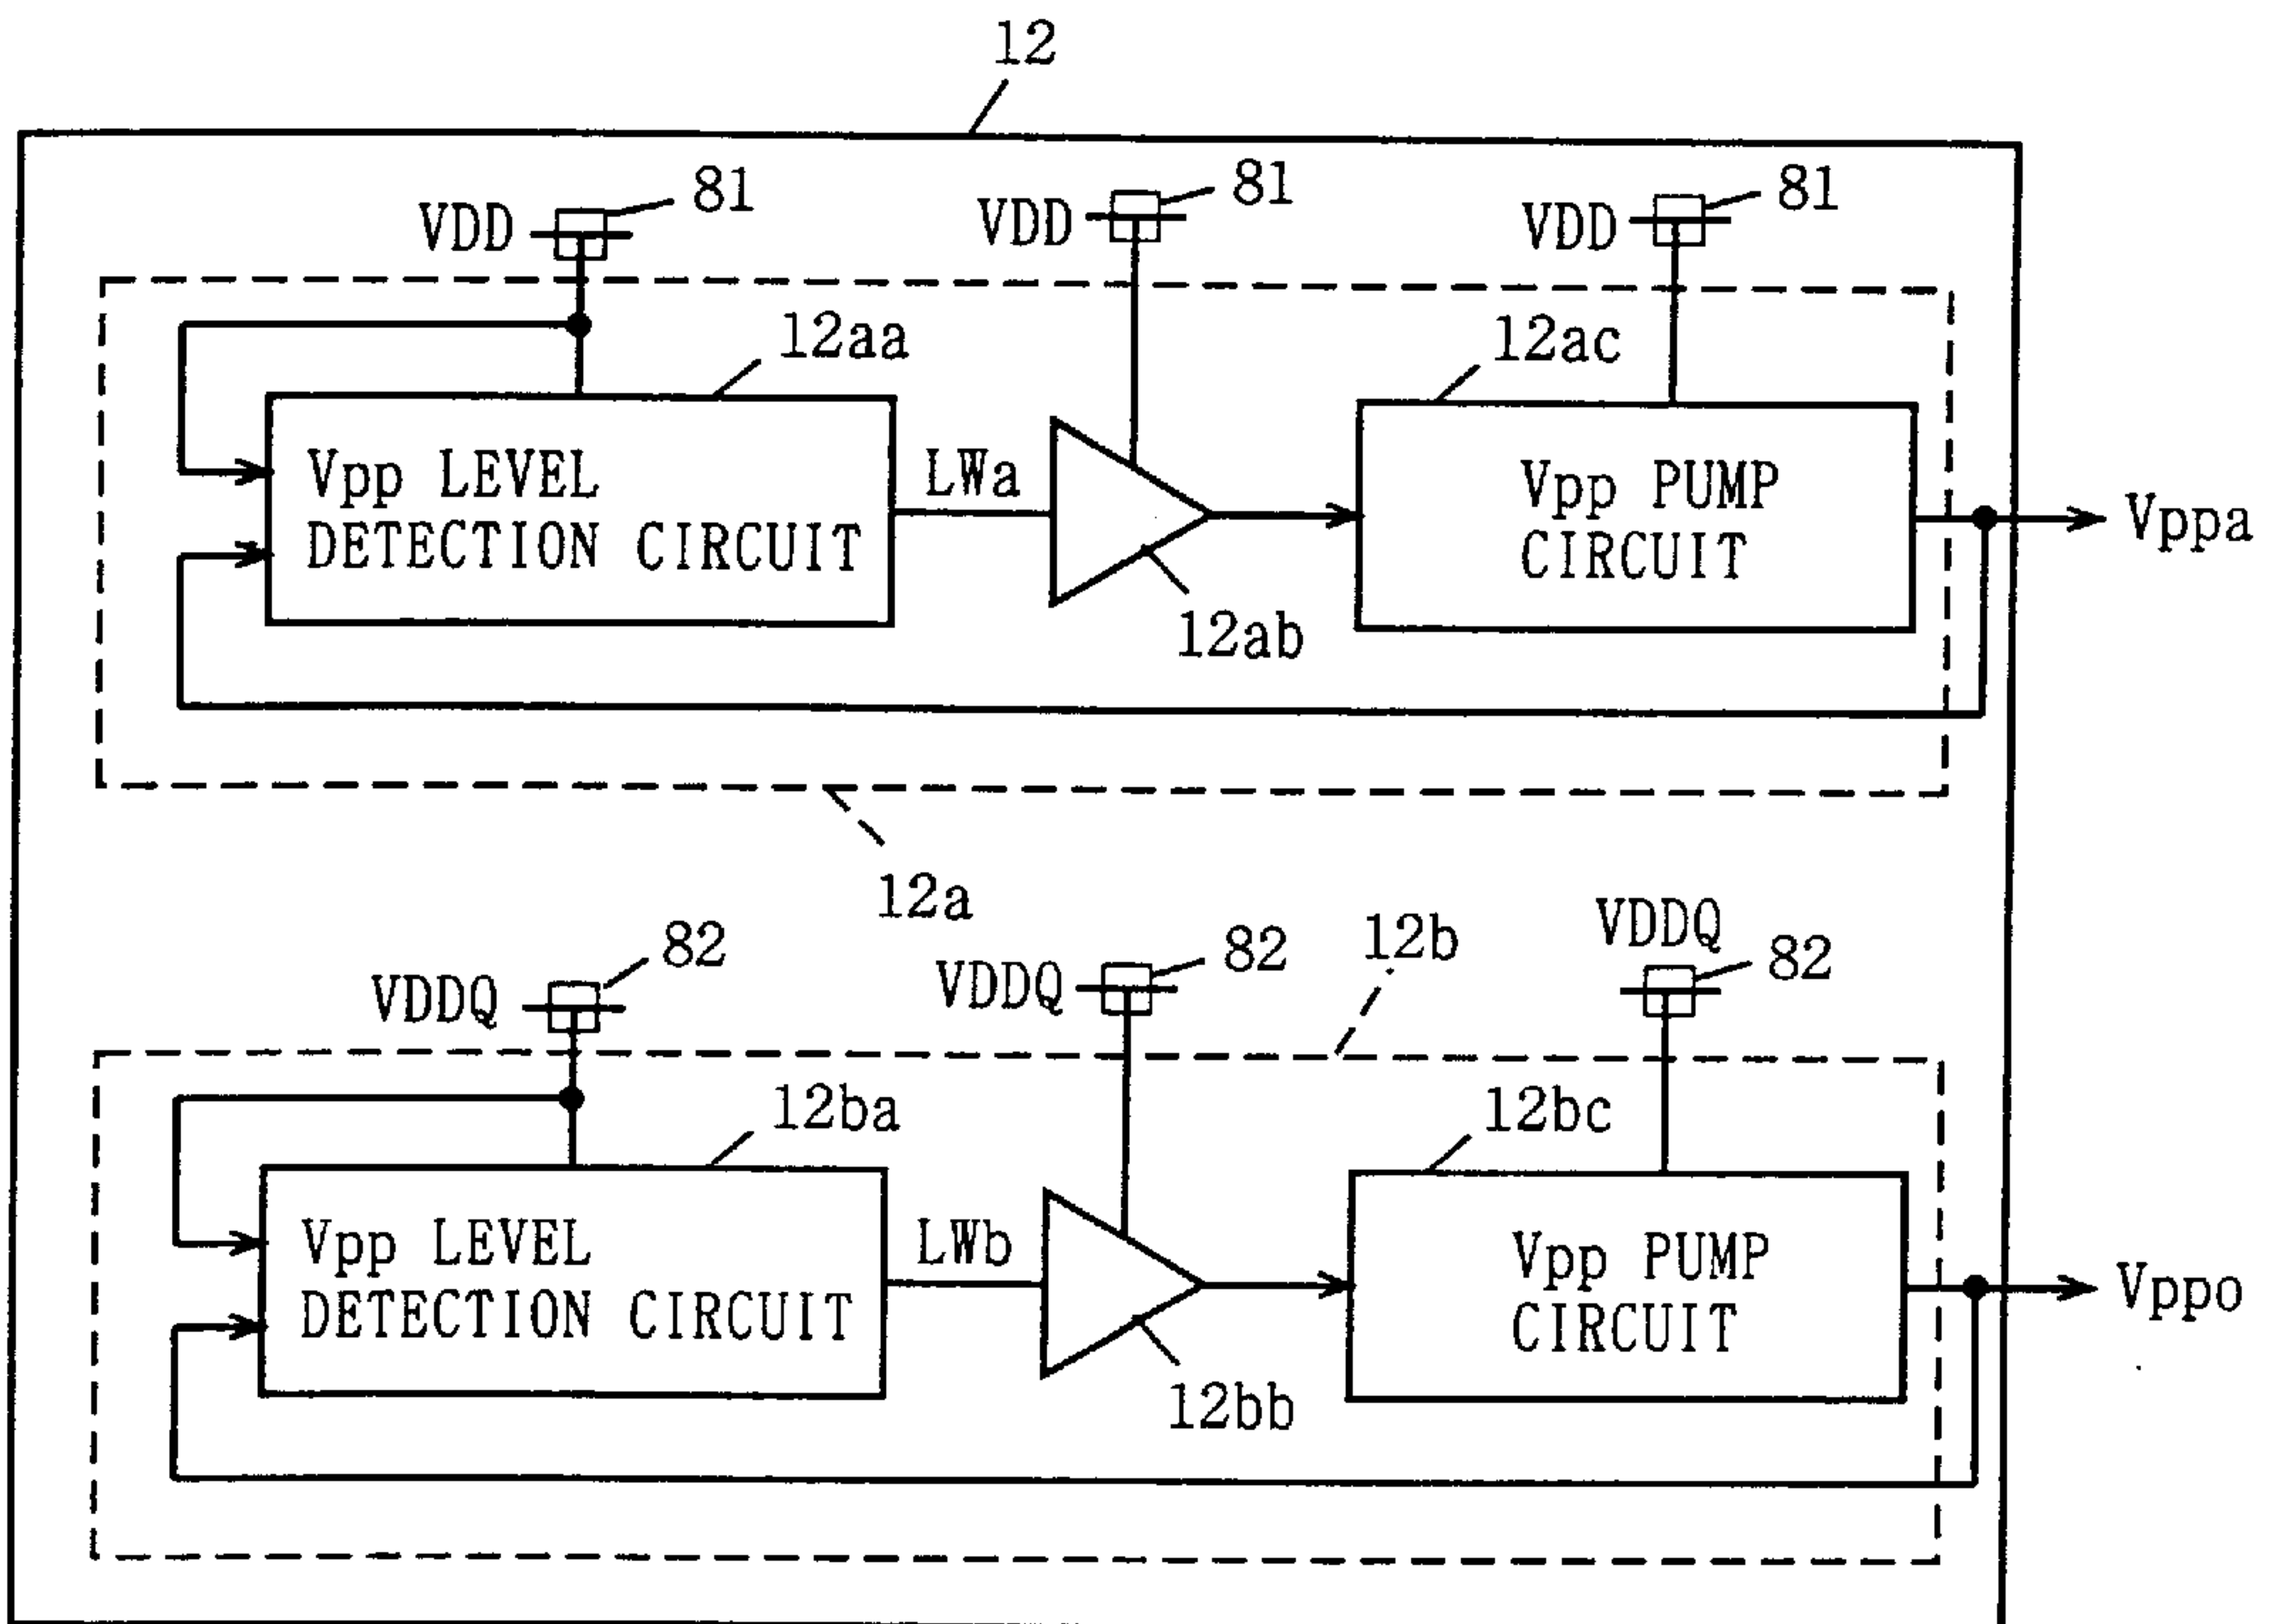 12
VDD 81 VDD 81 VDD 81
12aa 12ac
Vpp LEVEL
DETECTION CIRCUIT
LWa
Vpp PUMP
CIRCUIT
Vppa
12ab
12a
VDDQ 82 VDDQ 82 12b VDDQ 82
12ba 12bc
Vpp LEVEL
DETECTION CIRCUIT
LWb
Vpp PUMP
CIRCUIT
Vppo
12bb